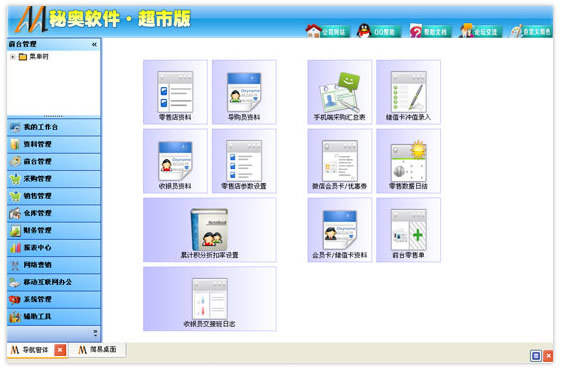 秘奥软件·超市版
公司网站 QQ帮助 帮助文档 论坛交流 自定义颜色
前台管理 «
菜单树
我的工作台
资料管理
前台管理
采购管理
销售管理
仓库管理
财务管理
报表中心
网络营销
移动互联网办公
系统管理
辅助工具
零售店资料 导购员资料 手机端采购汇总表 储值卡冲值录入
收银员资料 零售店参数设置 微信会员卡/优惠券 零售数据日结
累计积分折扣率设置 会员卡/储值卡资料 前台零售单
收银员交接班日志
导航窗体 简易桌面